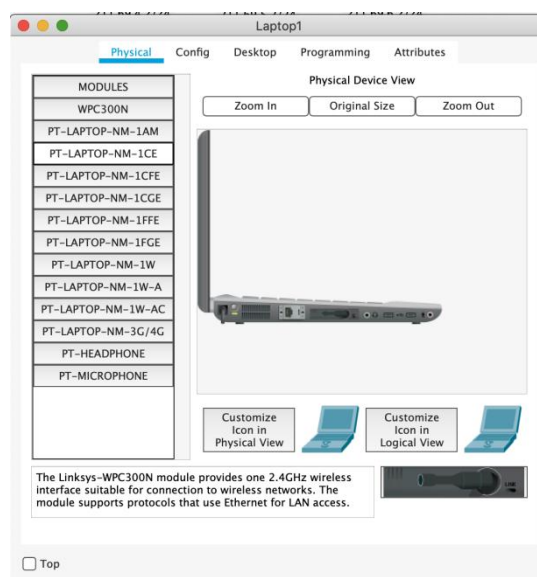 Laptop1
Physical Config Desktop Programming Attributes
MODULES
WPC300N
PT-LAPTOP-NM-1AM
PT-LAPTOP-NM-1CE
PT-LAPTOP-NM-1CFE
PT-LAPTOP-NM-1CGE
PT-LAPTOP-NM-1FFE
PT-LAPTOP-NM-1FGE
PT-LAPTOP-NM-1W
PT-LAPTOP-NM-1W-A
PT-LAPTOP-NM-1W-AC
PT-LAPTOP-NM-3G/4G
PT-HEADPHONE
PT-MICROPHONE
Physical Device View
Zoom In Original Size Zoom Out
Customize
Icon in
Physical View
Customize
Icon in
Logical View
The Linksys-WPC300N module provides one 2.4GHz wireless
interface suitable for connection to wireless networks. The
module supports protocols that use Ethernet for LAN access.
LINK
Top